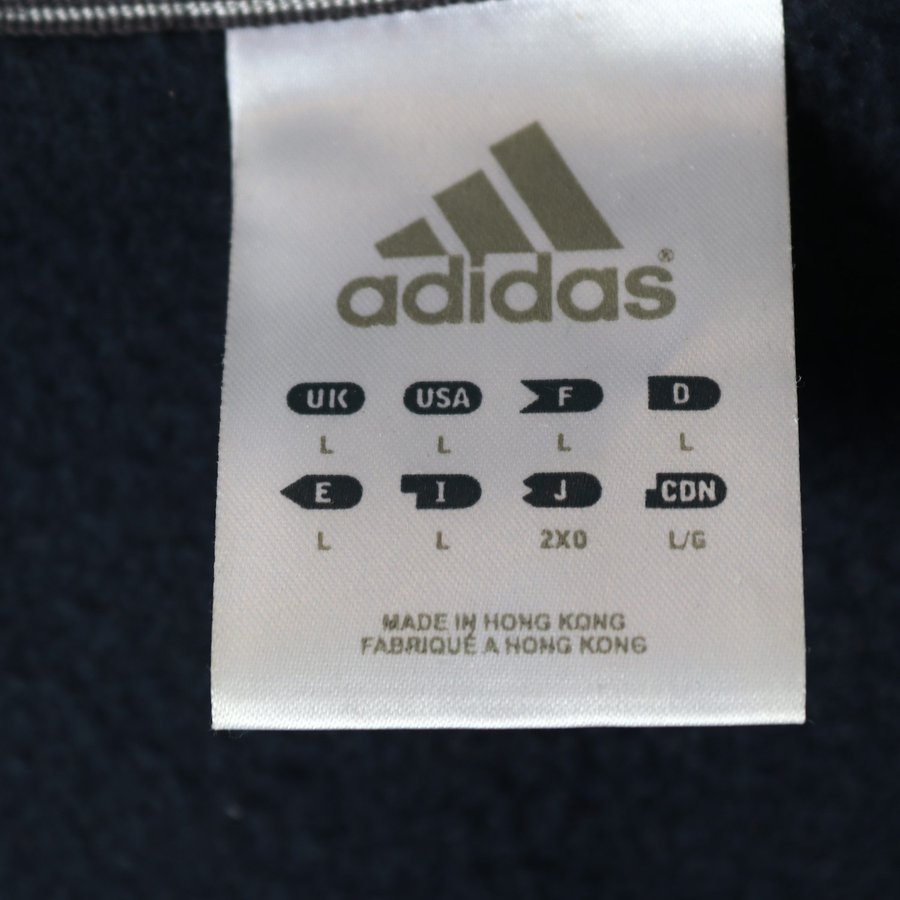 adidas®
UK USA F D
L L L L
E I J CDN
L L 2XO L/G
MADE IN HONG KONG
FABRIQUÉ A HONG KONG